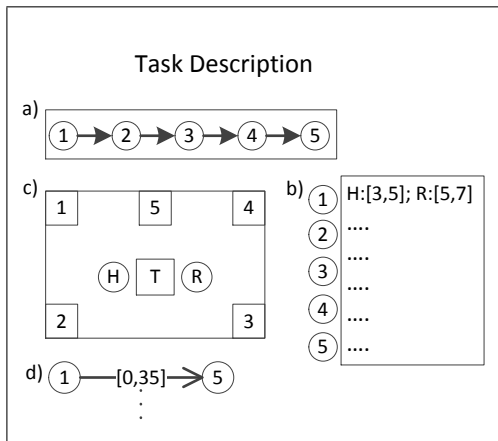 Task Description
a)
1 2 3 4 5
c)
1 5 4
H T R
2 3
b)
1 H:[3,5]; R:[5,7]
2 ....
3 ....
4 ....
5 ....
d) 1 [0,35] 5